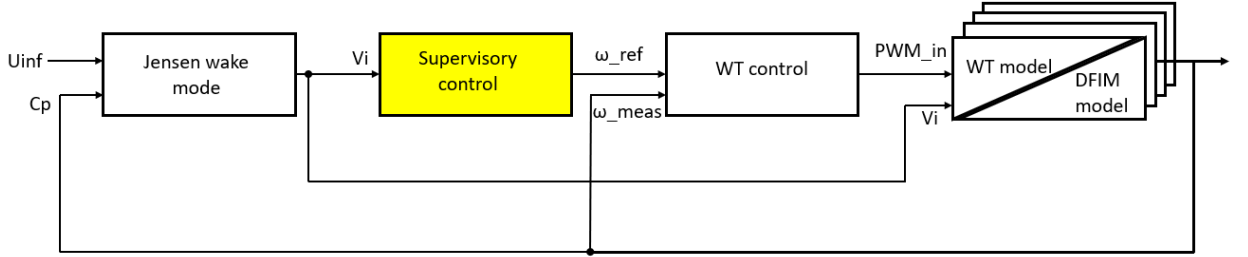 Uinf
Cp
Jensen wake
mode
Vi
Supervisory
control
ω_ref
ω_meas
WT control
PWM_in
Vi
WT model
DFIM
model